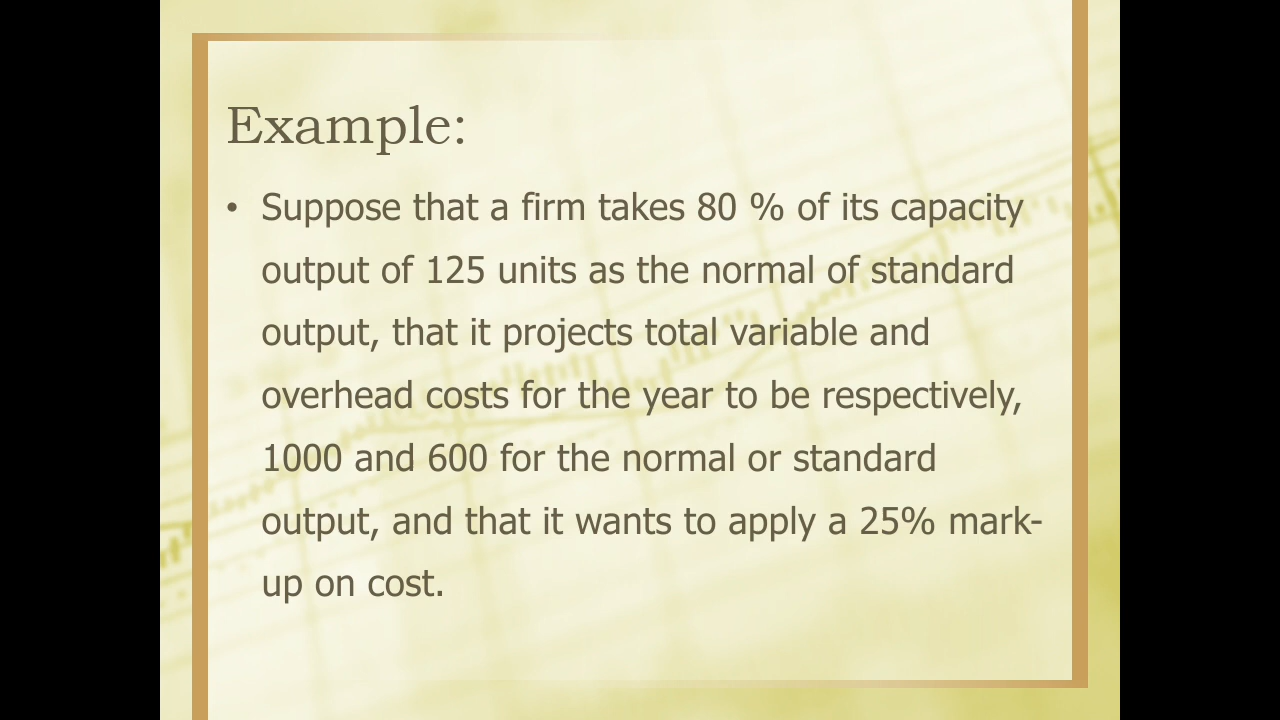 Example:
• Suppose that a firm takes 80 % of its capacity
output of 125 units as the normal of standard
output, that it projects total variable and
overhead costs for the year to be respectively,
1000 and 600 for the normal or standard
output, and that it wants to apply a 25% mark-
up on cost.